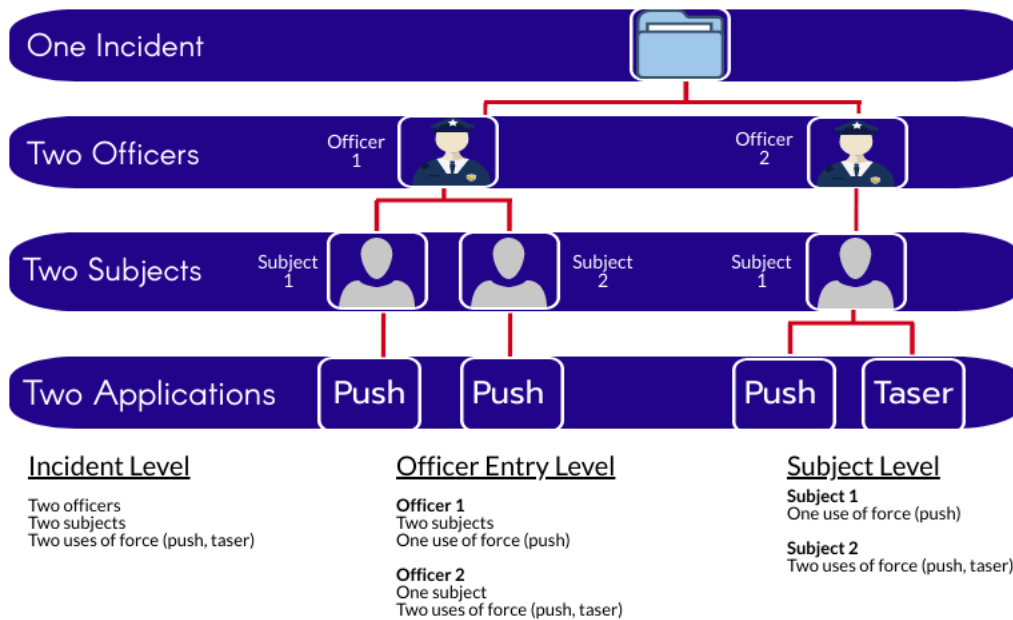 One Incident
Two Officers
Officer
1
Officer
2
Two Subjects
Subject
1
Subject
2
Subject
1
Two Applications
Push
Push
Push
Taser
Incident Level
Two officers
Two subjects
Two uses of force (push, taser)
Officer Entry Level
Officer 1
Two subjects
One use of force (push)
Officer 2
One subject
Two uses of force (push, taser)
Subject Level
Subject 1
One use of force (push)
Subject 2
Two uses of force (push, taser)